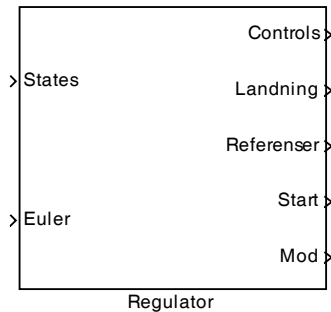 Controls
States
Landning
Referenser
Start
Euler
Mod
Regulator